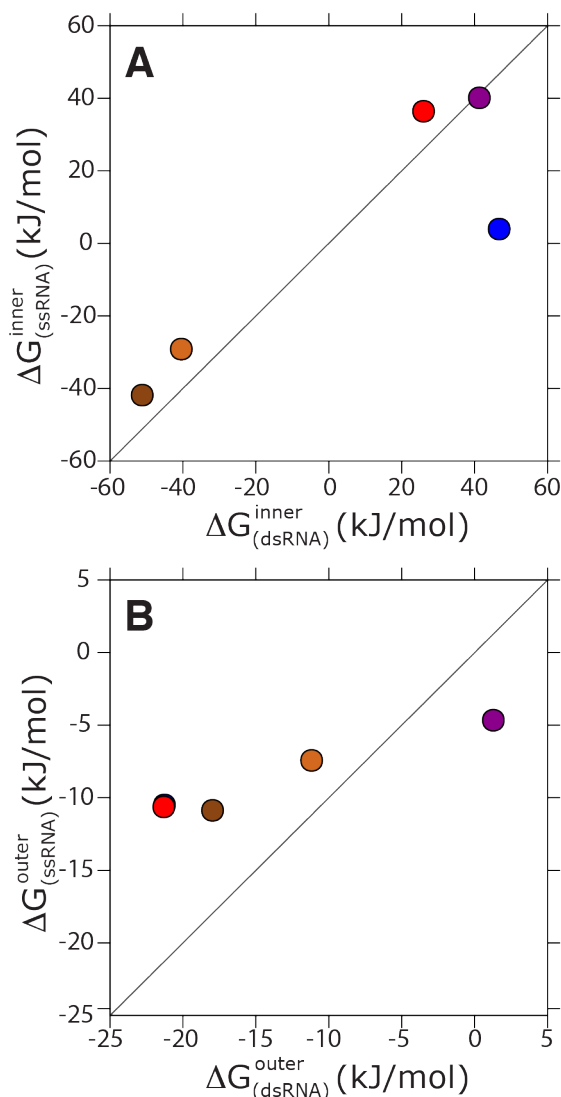 A
60
40
20
0
-20
-40
-60
ΔG inner (ssRNA) (kJ/mol)
-60 -40 -20 0 20 40 60
ΔG inner (dsRNA) (kJ/mol)
B
5
0
-5
-10
-15
-20
-25
ΔG outer (ssRNA) (kJ/mol)
-25 -20 -15 -10 -5 0 5
ΔG outer (dsRNA) (kJ/mol)